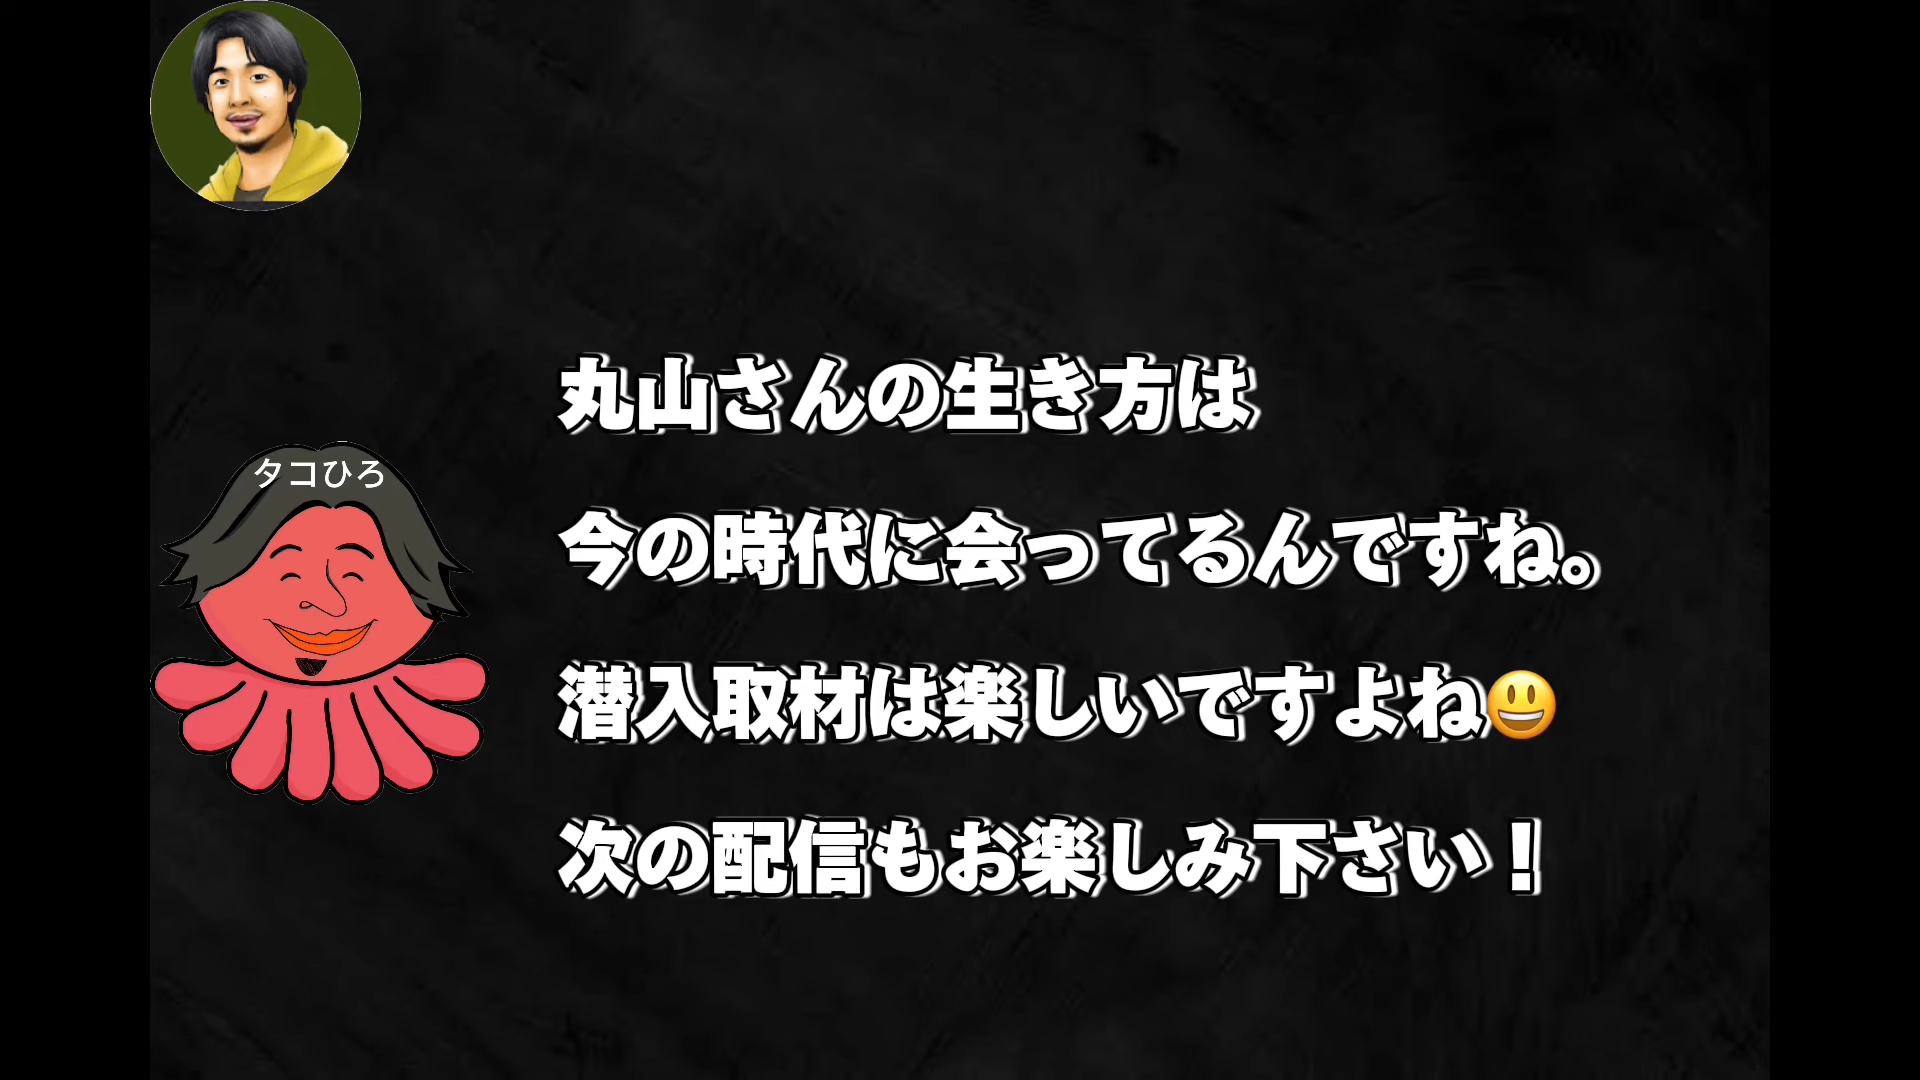 タコひろ
丸山さんの生き方は
今の時代に会ってるんですね。
潜入取材は楽しいですよね😃
次の配信もお楽しみ下さい！